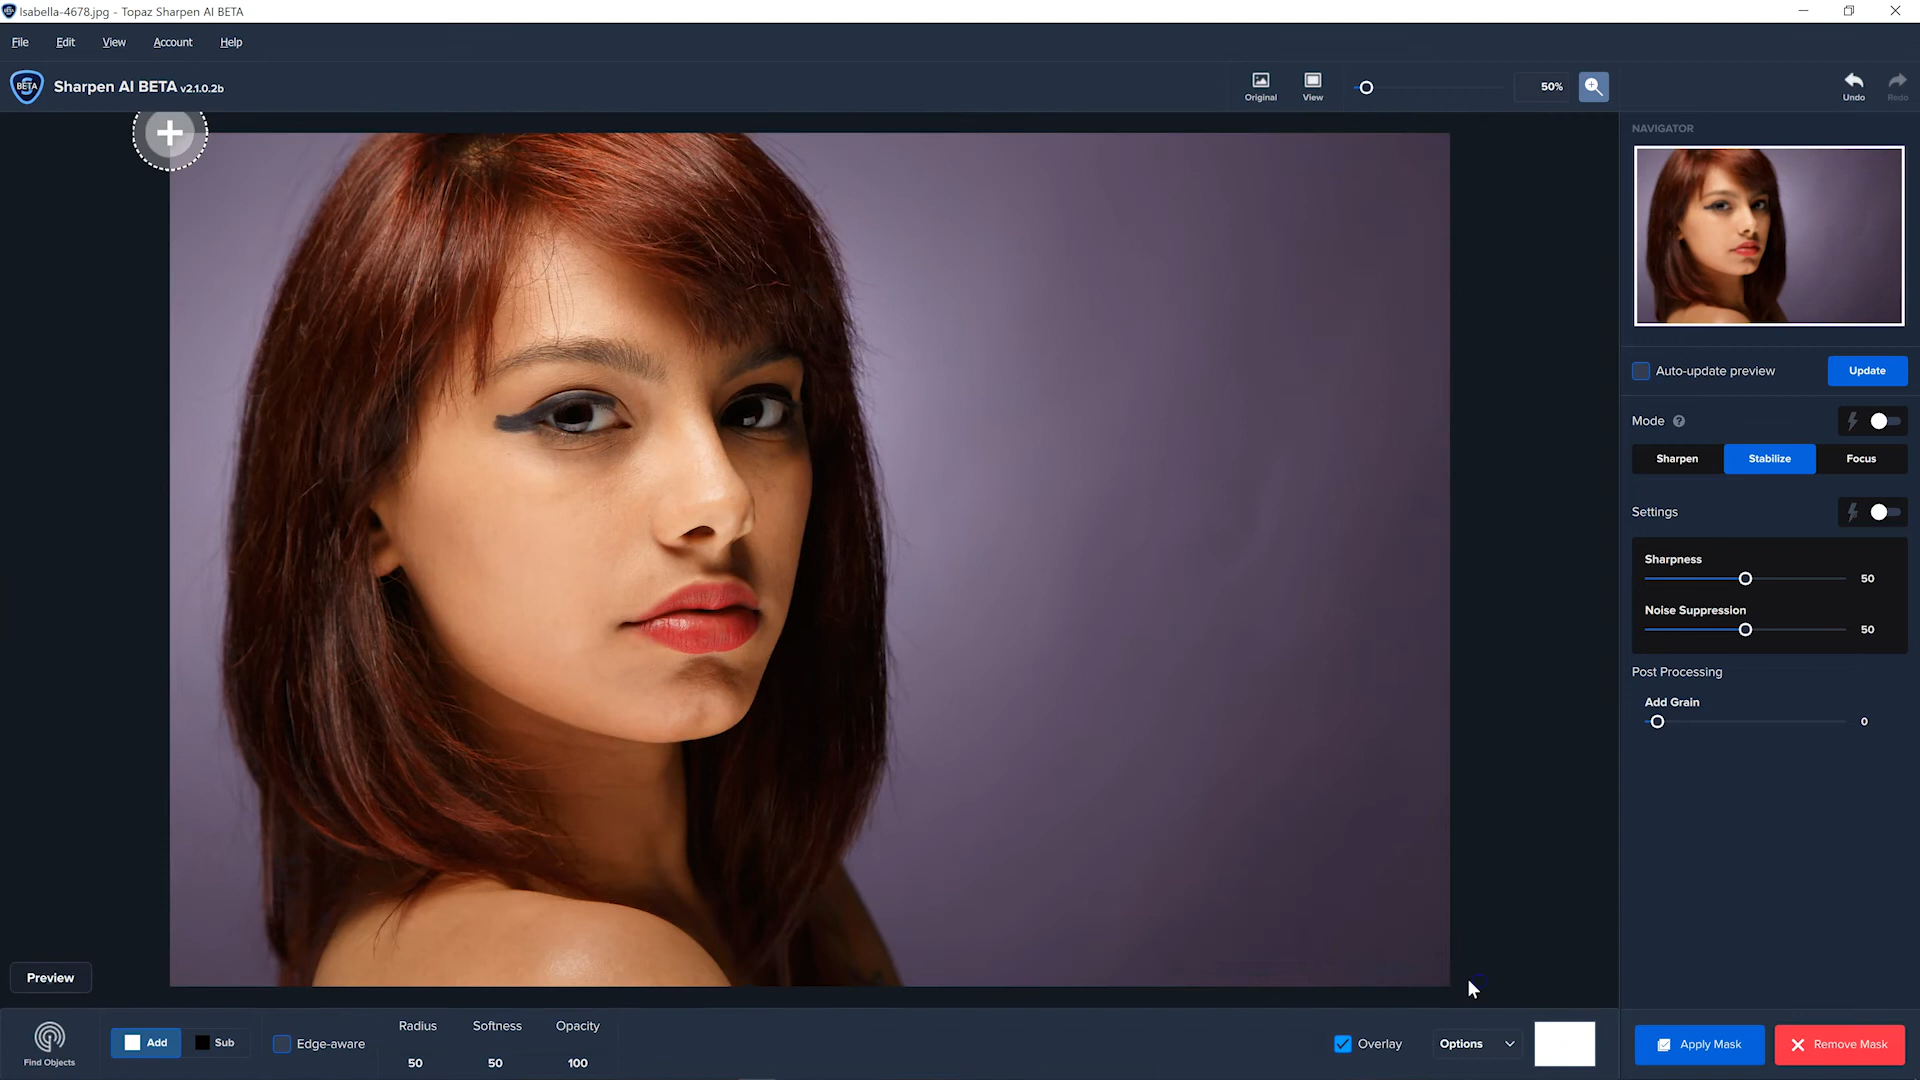 Isabella-4678.jpg - Topaz Sharpen AI BETA
File Edit View Account Help
BETA Sharpen AI BETA v2.1.0.2b
Original View 50% Undo Redo
NAVIGATOR
Auto-update preview Update
Mode ?
Sharpen Stabilize Focus
Settings
Sharpness
50
Noise Suppression
50
Post Processing
Add Grain
0
Preview
Find Objects
Add Sub
Edge-aware
Radius Softness Opacity
50 50 100
Overlay Options
Apply Mask Remove Mask